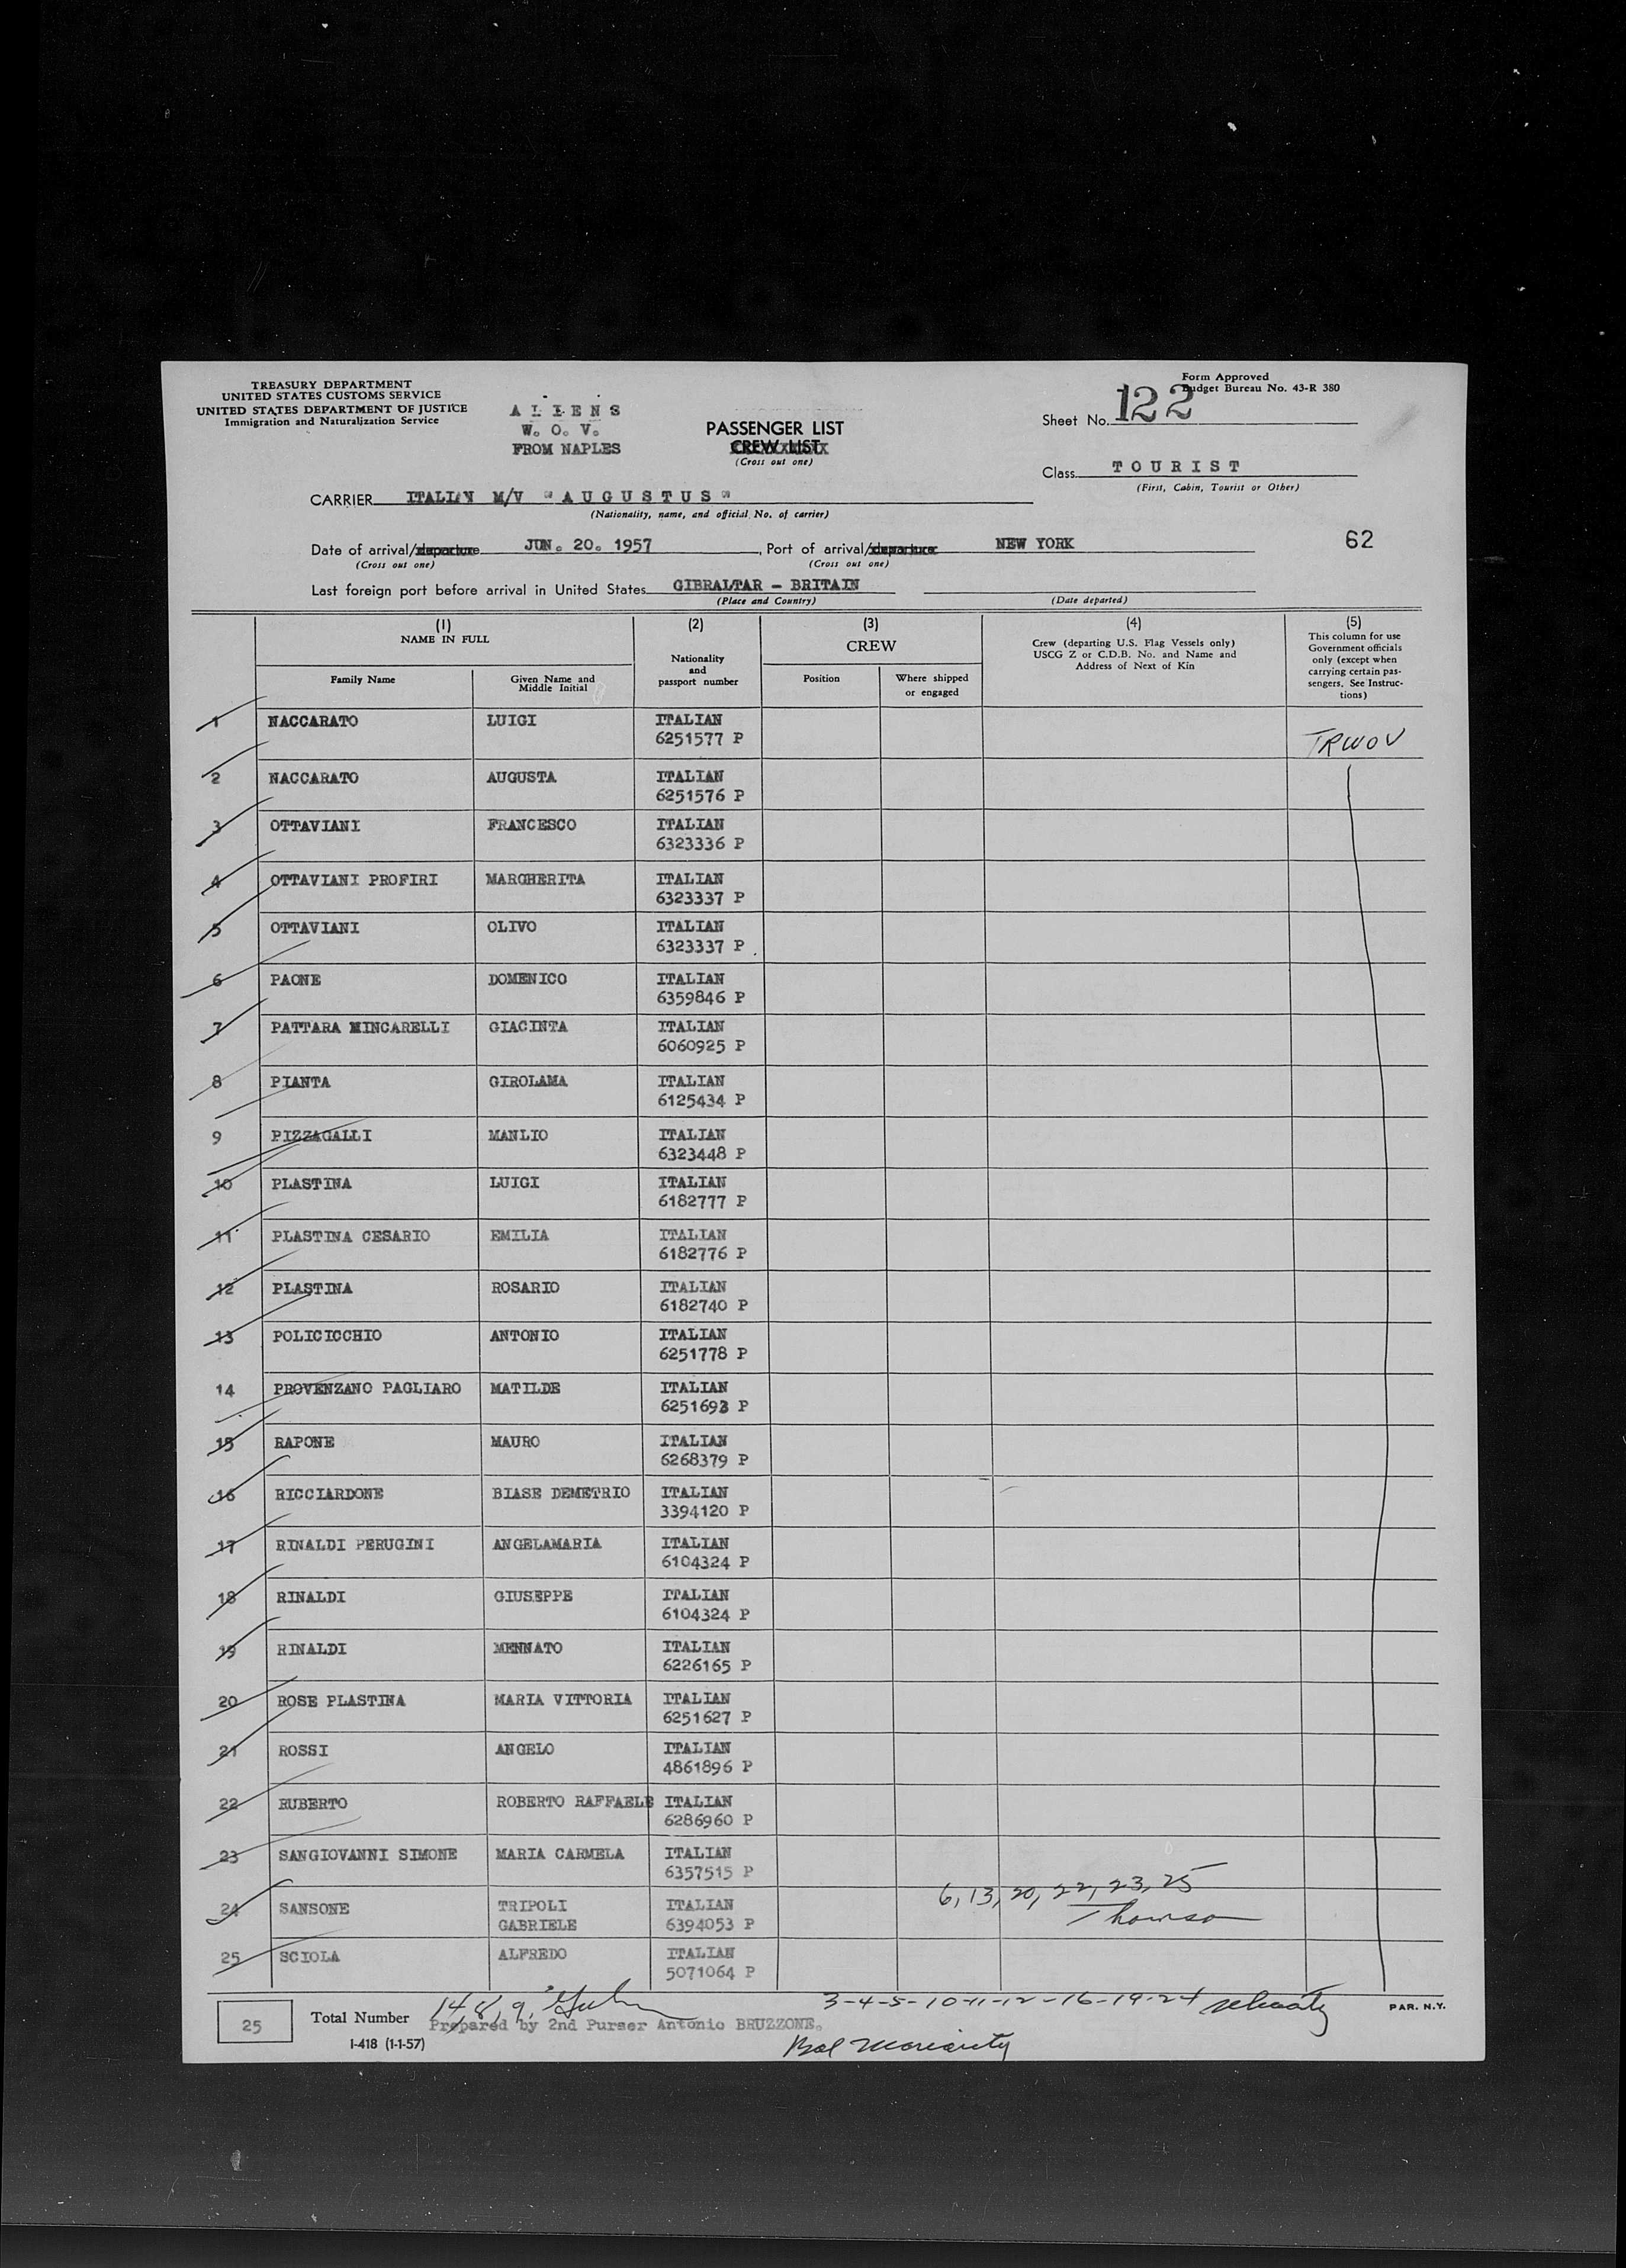 TREASURY DEPARTMENT
UNITED STATES CUSTOMS SERVICE
UNITED STATES DEPARTMENT OF JUSTICE
Immigration and Naturalization Service
A L I E N S
W. O. V.
FROM NAPLES
PASSENGER LIST
CREW LIST
(Cross out one)
Form Approved
Budget Bureau No. 43-R 380
Sheet No. 122
Class T O U R I S T
(First, Cabin, Tourist or Other)
CARRIER ITALIAN M/V "A U G U S T U S"
(Nationality, name, and official No. of carrier)
Date of arrival/departure JUN. 20. 1957, Port of arrival/departure NEW YORK
(Cross out one) (Cross out one)
62
Last foreign port before arrival in United States GIBRALTAR - BRITAIN
(Place and Country) (Date departed)
(1) NAME IN FULL
Family Name
Given Name and Middle Initial
(2) Nationality and passport number
(3) CREW
Position
Where shipped or engaged
(4) Crew (departing U.S. Flag Vessels only) USCG Z or C.D.B. No. and Name and Address of Next of Kin
(5) This column for use Government officials only (except when carrying certain passengers. See Instructions)
1 NACCARATO LUIGI ITALIAN
6251577 P TRWOV
2 NACCARATO AUGUSTA ITALIAN
6251576 P
3 OTTAVIANI FRANCESCO ITALIAN
6323336 P
4 OTTAVIANI PROFIRI MARGHERITA ITALIAN
6323337 P
5 OTTAVIANI OLIVO ITALIAN
6323337 P
6 PAONE DOMENICO ITALIAN
6359846 P
7 PATTARA MINCARELLI GIACINTA ITALIAN
6060925 P
8 PIANTA GIROLAMA ITALIAN
6125434 P
9 PIZZAGALLI MANLIO ITALIAN
6323448 P
10 PLASTINA LUIGI ITALIAN
6182777 P
11 PLASTINA CESARIO EMILIA ITALIAN
6182776 P
12 PLASTINA ROSARIO ITALIAN
6182740 P
13 POLICICCHIO ANTONIO ITALIAN
6251778 P
14 PROVENZANO PAGLIARO MATILDE ITALIAN
6251693 P
15 RAPONE MAURO ITALIAN
6268379 P
16 RICCIARDONE BIASE DEMETRIO ITALIAN
3394120 P
17 RINALDI PERUGINI ANGELAMARIA ITALIAN
6104324 P
18 RINALDI GIUSEPPE ITALIAN
6104324 P
19 RINALDI MENNATO ITALIAN
6226165 P
20 ROSE PLASTINA MARIA VITTORIA ITALIAN
6251627 P
21 ROSSI ANGELO ITALIAN
4861896 P
22 RUBERTO ROBERTO RAFFAELE ITALIAN
6286960 P
23 SANGIOVANNI SIMONE MARIA CARMELA ITALIAN
6357515 P
6, 13, 20, 22, 23, 25
24 SANSONE TRIPOLI ITALIAN
GABRIELE 6394053 P
Thomson
25 SCIOLA ALFREDO ITALIAN
5071064 P
14, 8, 9,
3-4-5-10-11-12-16-19-24
PAR. N.Y.
25 Total Number
Prepared by 2nd Purser Antonio BRUZZONE.
Bal Moriarity
I-418 (1-1-57)